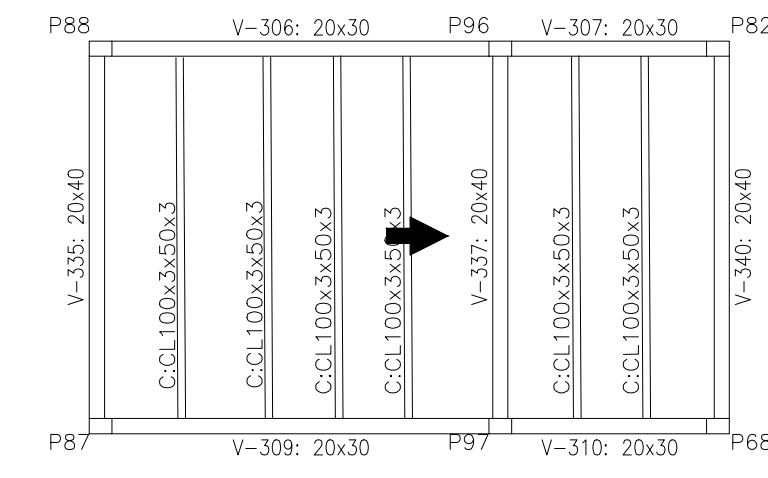 P88
V-306: 20x30
P96
V-307: 20x30
P82
V-335: 20x40
C:CL100x3x50x3
C:CL100x3x50x3
C:CL100x3x50x3
C:CL100x3x50x3
V-337: 20x40
C:CL100x3x50x3
C:CL100x3x50x3
V-340: 20x40
P87
V-309: 20x30
P97
V-310: 20x30
P68